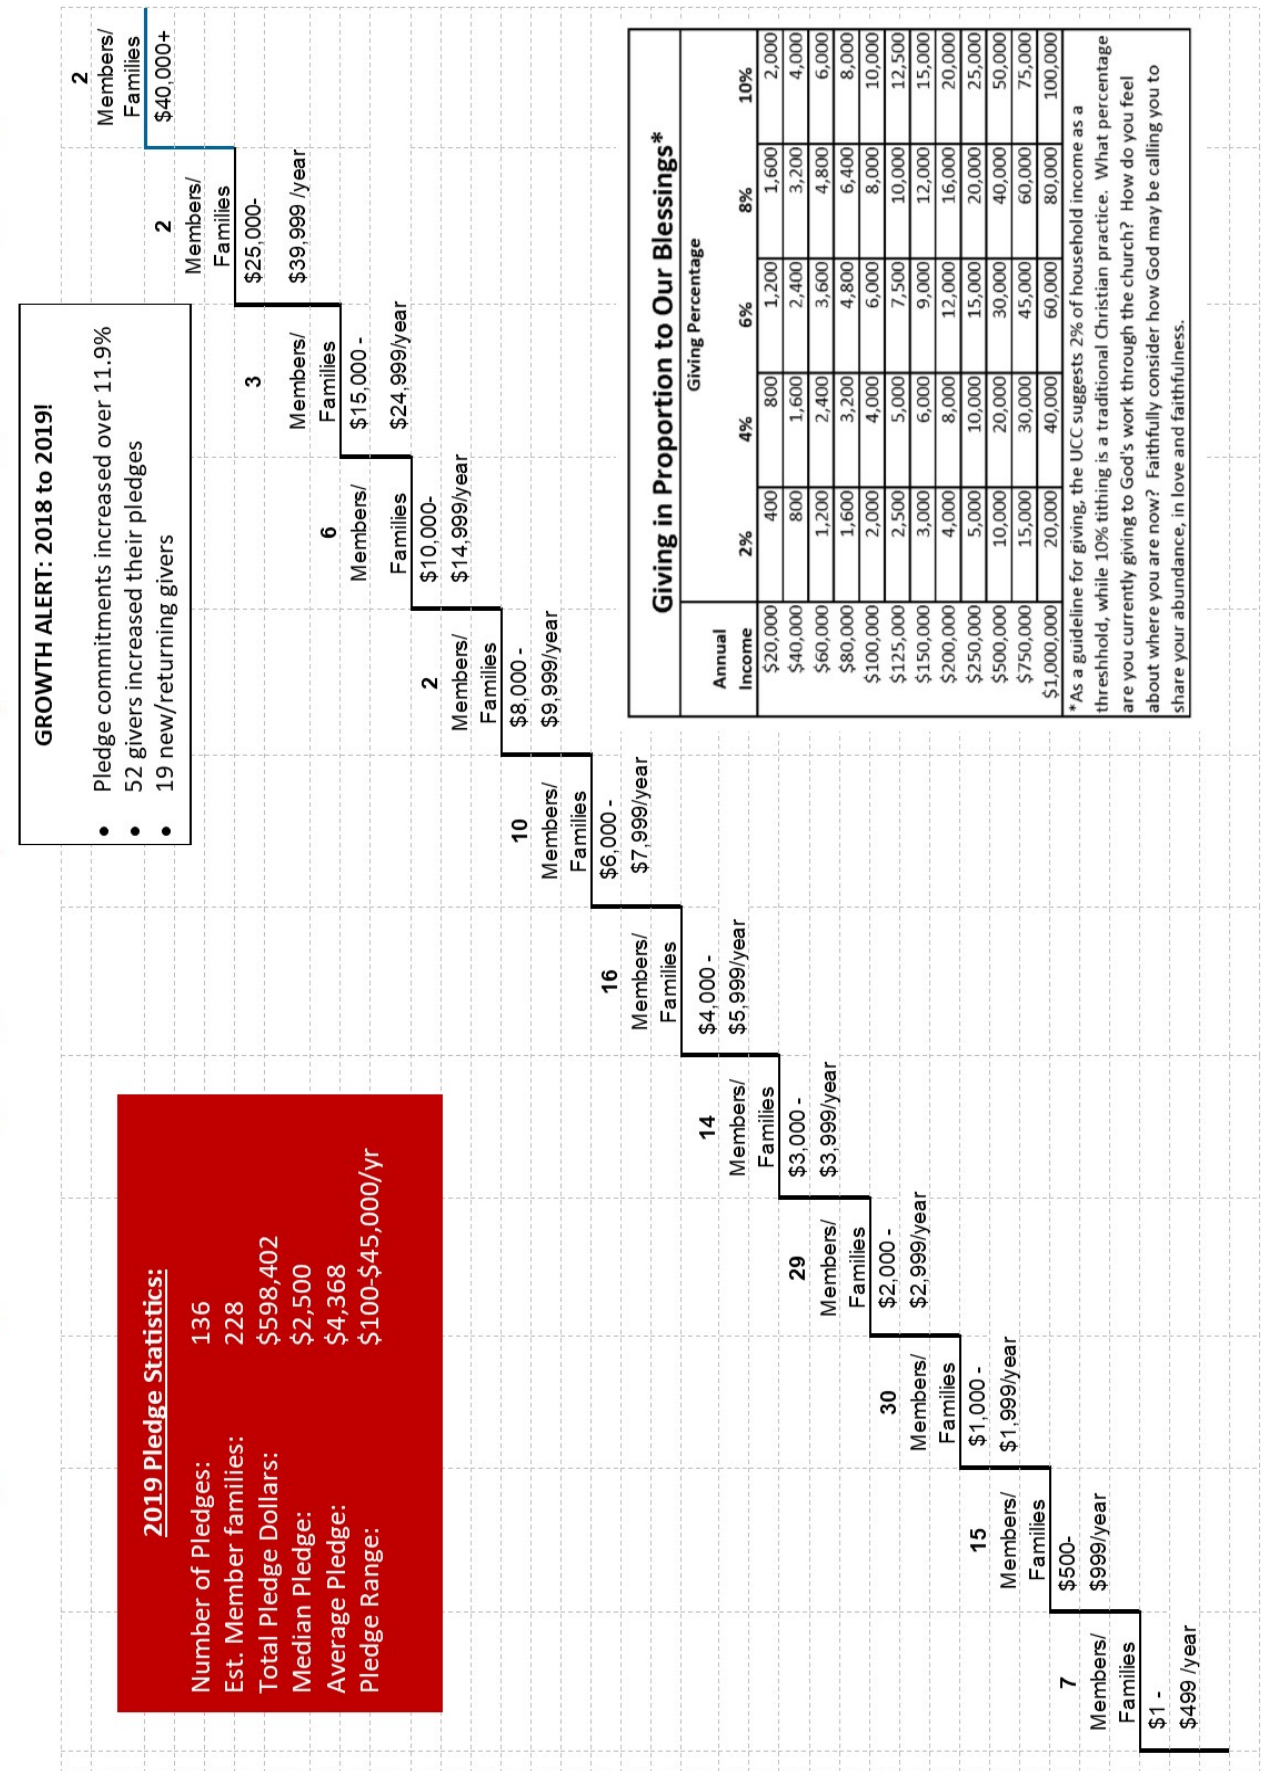 GROWTH ALERT: 2018 to 2019!
• Pledge commitments increased over 11.9%
• 52 givers increased their pledges
• 19 new/returning givers
2019 Pledge Statistics:
Number of Pledges: 136
Est. Member families: 228
Total Pledge Dollars: $598,402
Median Pledge: $2,500
Average Pledge: $4,368
Pledge Range: $100-$45,000/yr
7
Members/
Families
$1 -
$499 /year
15
Members/
Families
$500-
$999/year
30
Members/
Families
$1,000 -
$1,999/year
29
Members/
Families
$2,000 -
$2,999/year
14
Members/
Families
$3,000 -
$3,999/year
16
Members/
Families
$4,000 -
$5,999/year
10
Members/
Families
$6,000 -
$7,999/year
2
Members/
Families
$8,000 -
$9,999/year
6
Members/
Families
$10,000-
$14,999/year
3
Members/
Families
$15,000 -
$24,999/year
2
Members/
Families
$25,000-
$39,999 /year
2
Members/
Families
$40,000+
Giving in Proportion to Our Blessings*
Giving Percentage
Annual
Income 2% 4% 6% 8% 10%
$20,000 400 800 1,200 1,600 2,000
$40,000 800 1,600 2,400 3,200 4,000
$60,000 1,200 2,400 3,600 4,800 6,000
$80,000 1,600 3,200 4,800 6,400 8,000
$100,000 2,000 4,000 6,000 8,000 10,000
$125,000 2,500 5,000 7,500 10,000 12,500
$150,000 3,000 6,000 9,000 12,000 15,000
$200,000 4,000 8,000 12,000 16,000 20,000
$250,000 5,000 10,000 15,000 20,000 25,000
$500,000 10,000 20,000 30,000 40,000 50,000
$750,000 15,000 30,000 45,000 60,000 75,000
$1,000,000 20,000 40,000 60,000 80,000 100,000
*As a guideline for giving, the UCC suggests 2% of household income as a
threshhold, while 10% tithing is a traditional Christian practice. What percentage
are you currently giving to God's work through the church? How do you feel
about where you are now? Faithfully consider how God may be calling you to
share your abundance, in love and faithfulness.